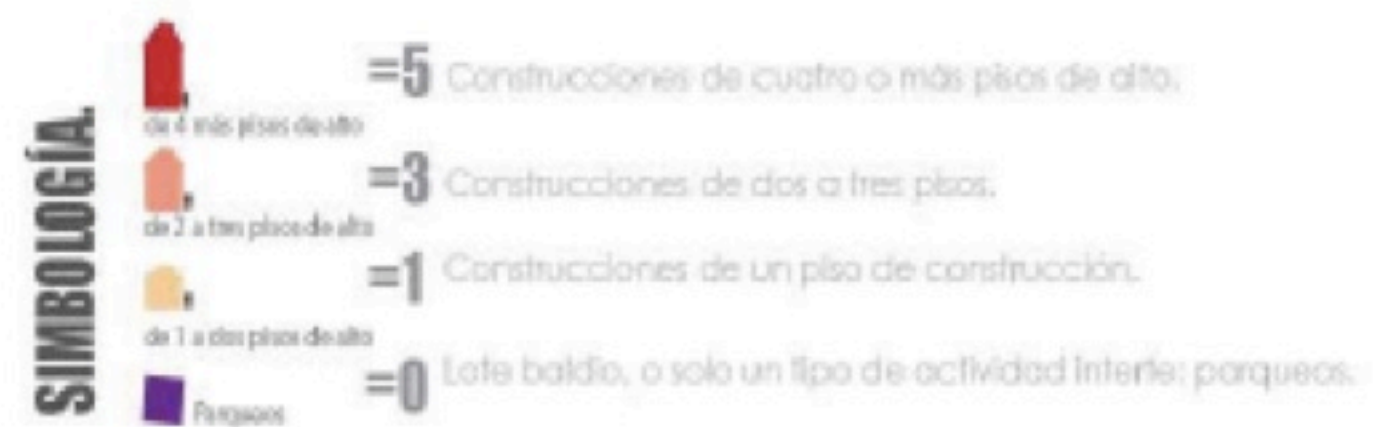 SIMBOLOGÍA.
=5 Construcciones de cuatro o más pisos de alto.
de 4 más pisos de alto
=3 Construcciones de dos a tres pisos.
de 2 a tres pisos de alto
=1 Construcciones de un piso de construcción.
de 1 a dos pisos de alto
=0 Lote baldío, o solo un tipo de actividad inerte: parqueos.
Parqueos